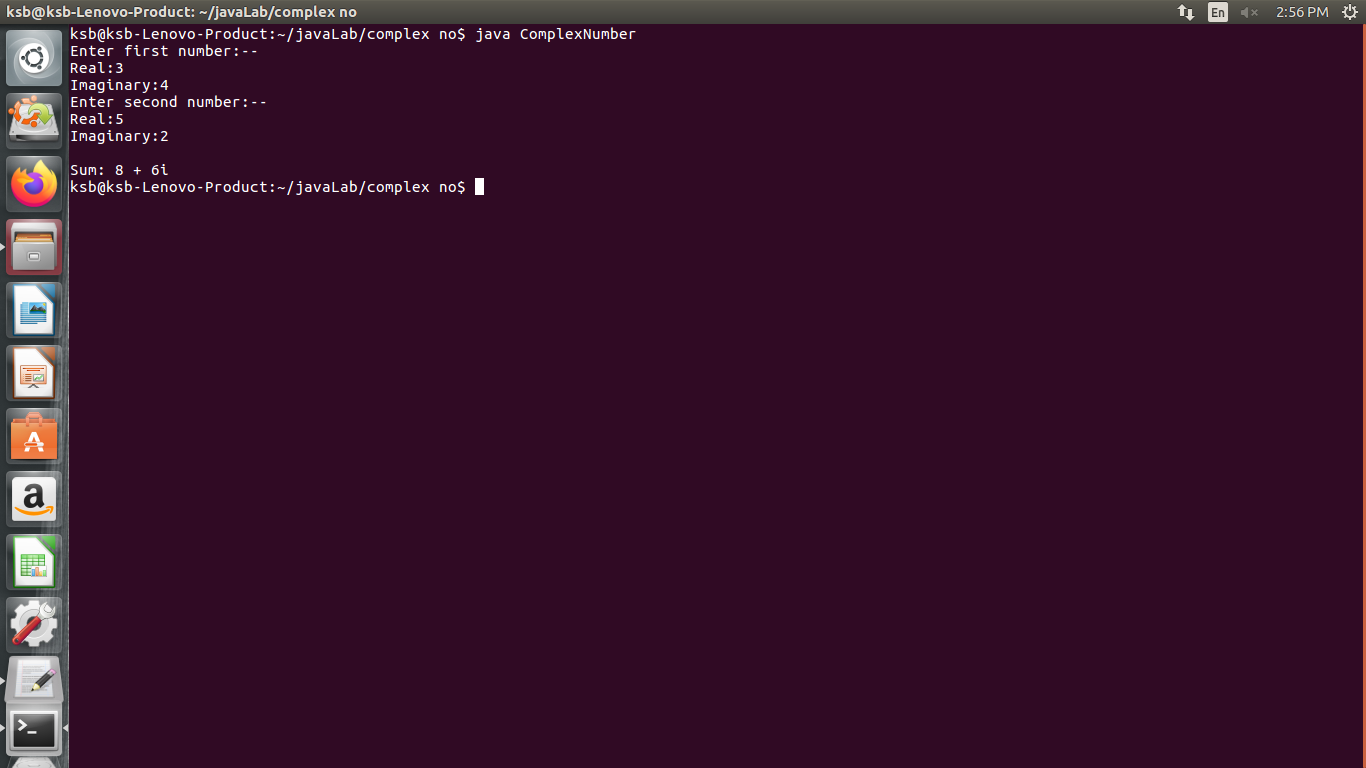 ksb@ksb-Lenovo-Product: ~/javaLab/complex no
En
2:56 PM
ksb@ksb-Lenovo-Product:~/javaLab/complex no$ java ComplexNumber
Enter first number:--
Real:3
Imaginary:4
Enter second number:--
Real:5
Imaginary:2

Sum: 8 + 6i
ksb@ksb-Lenovo-Product:~/javaLab/complex no$